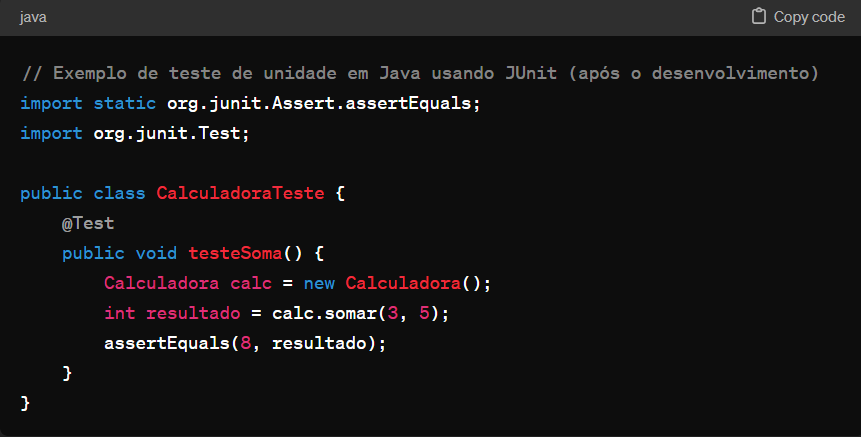 java
Copy code
// Exemplo de teste de unidade em Java usando JUnit (após o desenvolvimento)
import static org.junit.Assert.assertEquals;
import org.junit.Test;
public class CalculadoraTeste {
    @Test
    public void testeSoma() {
        Calculadora calc = new Calculadora();
        int resultado = calc.somar(3, 5);
        assertEquals(8, resultado);
    }
}